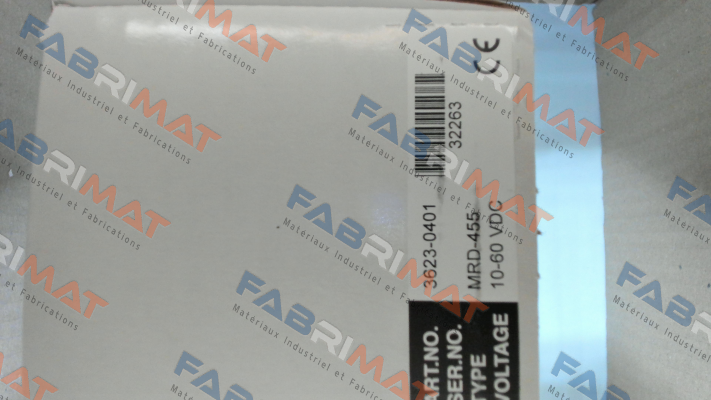 PART.NO. 3623-0401
SER.NO. 32263
TYPE MRD-455
VOLTAGE 10-60 VDC
CE
FABRIMAT
Matériaux Industriel et Fabrications